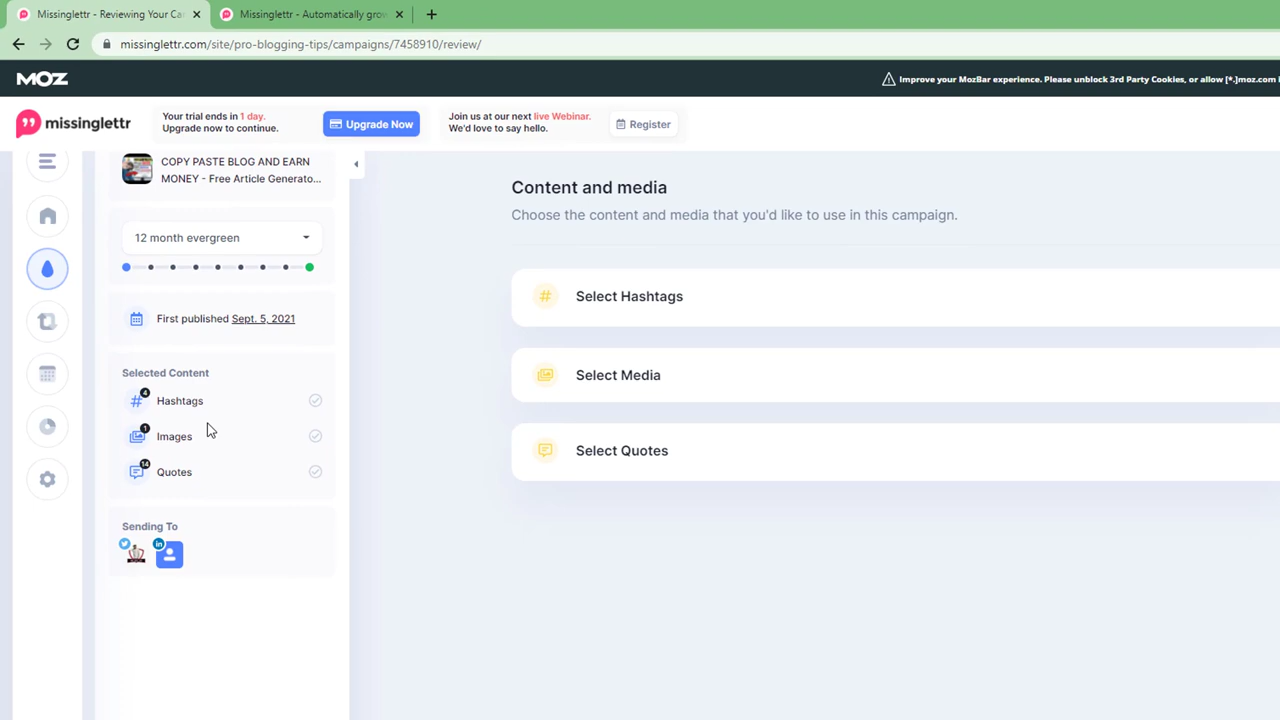 Missinglettr - Reviewing Your Ca
Missinglettr - Automatically grow
missinglettr.com/site/pro-blogging-tips/campaigns/7458910/review/
MOZ
Improve your MozBar experience. Please unblock 3rd Party Cookies, or allow [*.]moz.com
missinglettr
Your trial ends in 1 day.
Upgrade now to continue.
Upgrade Now
Join us at our next live Webinar.
We'd love to say hello.
Register
COPY PASTE BLOG AND EARN
MONEY - Free Article Generato...
12 month evergreen
First published Sept. 5, 2021
Selected Content
4
Hashtags
1
Images
14
Quotes
Sending To
in
Content and media
Choose the content and media that you'd like to use in this campaign.
# Select Hashtags
Select Media
Select Quotes